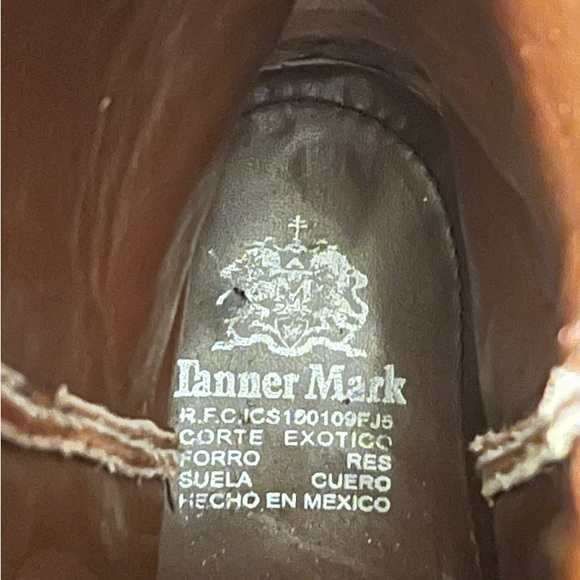 M
Tanner Mark
R.F.C.ICS150109FJ5
CORTE EXOTICO
FORRO RES
SUELA CUERO
HECHO EN MEXICO